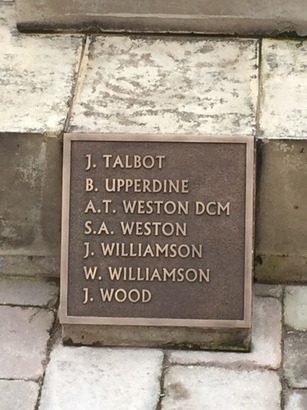 J. TALBOT
B. UPPERDINE
A.T. WESTON DCM
S.A. WESTON
J. WILLIAMSON
W. WILLIAMSON
J. WOOD